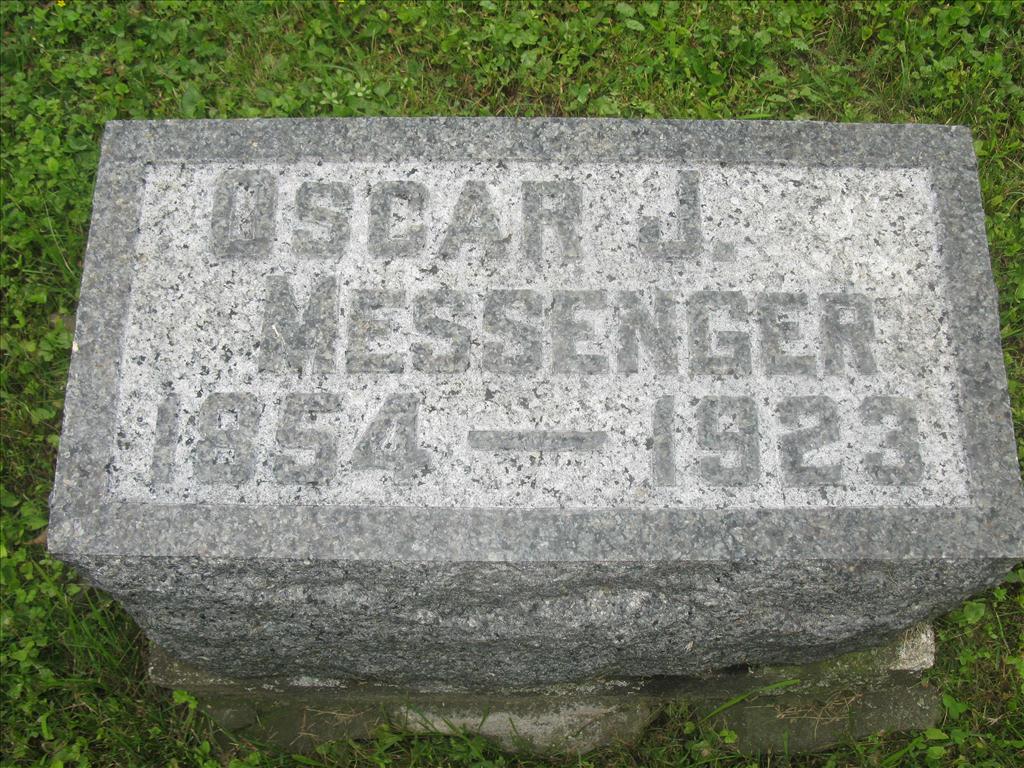 OSCAR J.
MESSENGER
1854 — 1923